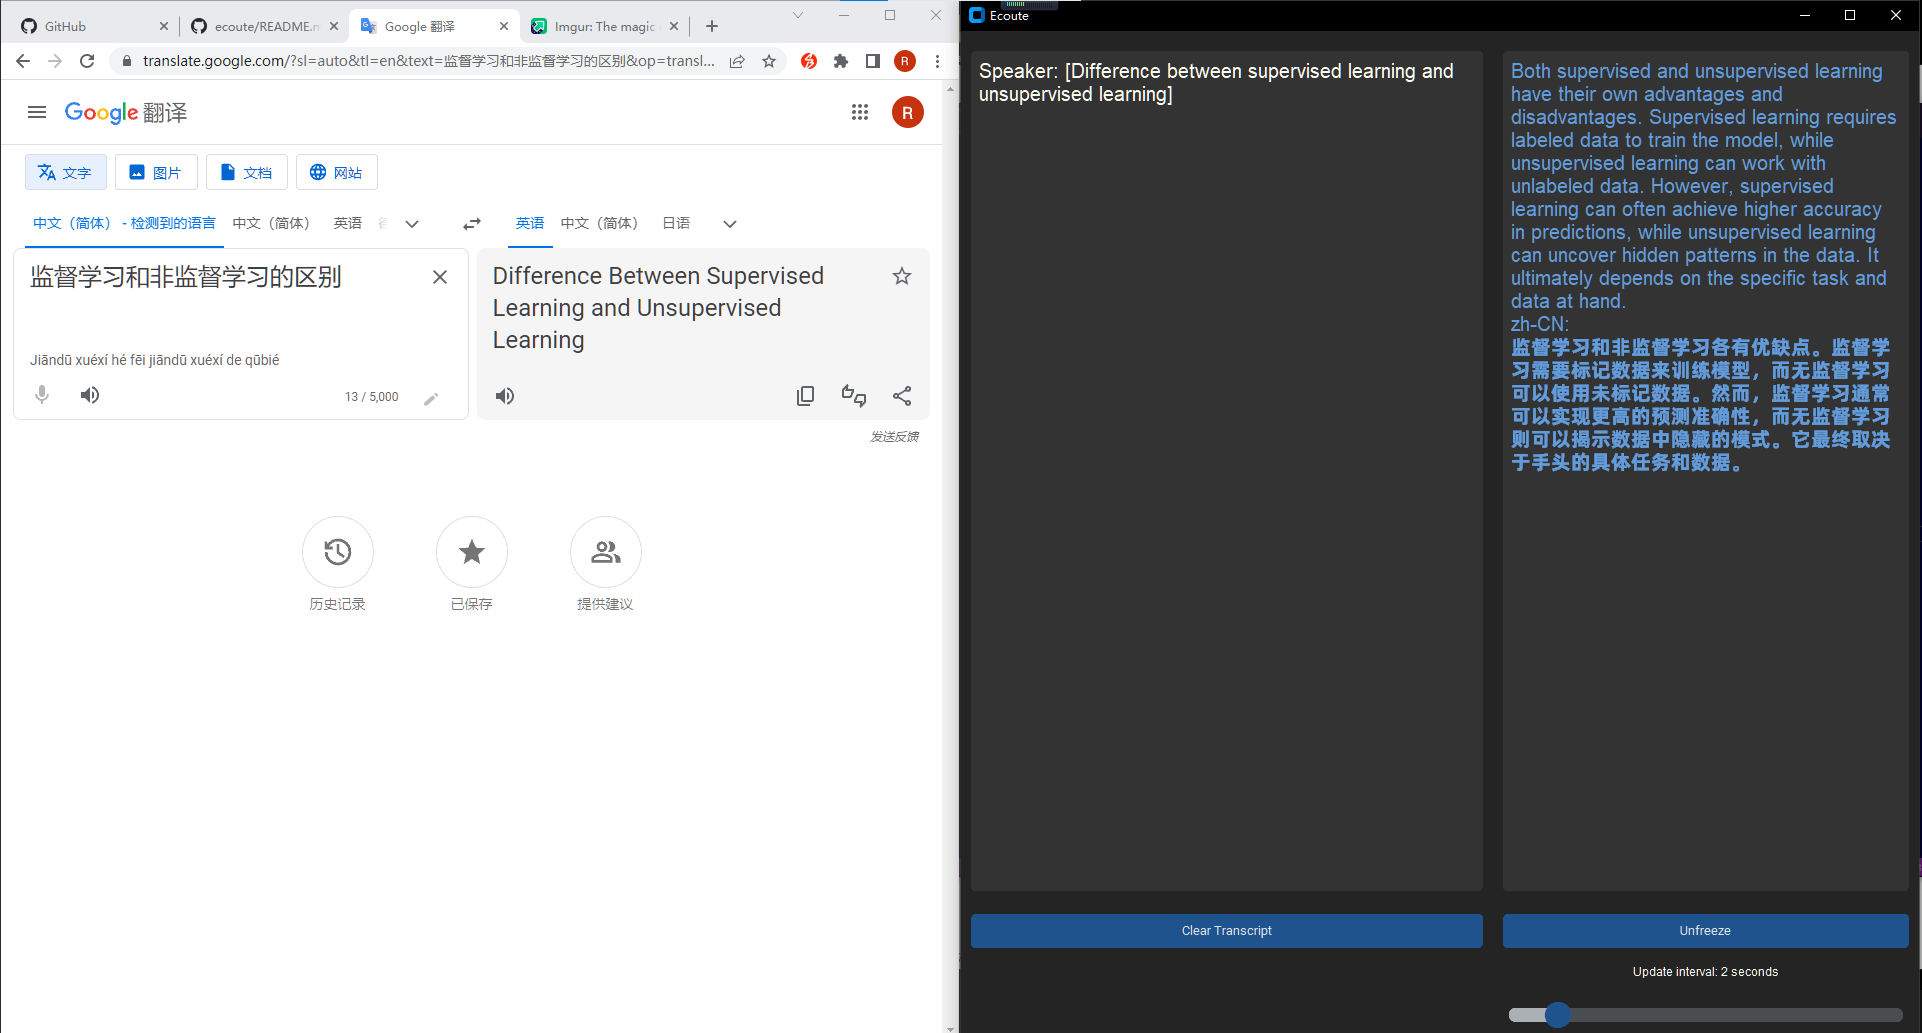 GitHub
ecoute/README.m
Google 翻译
Imgur: The magic
translate.google.com/?sl=auto&tl=en&text=监督学习和非监督学习的区别&op=transl...
R
Google 翻译
R
文字
图片
文档
网站
中文（简体） - 检测到的语言
中文（简体）
英语
英语
中文（简体）
日语
监督学习和非监督学习的区别
Jiāndū xuéxí hé fēi jiāndū xuéxí de qūbié
13 / 5,000
Difference Between Supervised
Learning and Unsupervised
Learning
发送反馈
历史记录
已保存
提供建议
Ecoute
Speaker: [Difference between supervised learning and
unsupervised learning]
Clear Transcript
Both supervised and unsupervised learning
have their own advantages and
disadvantages. Supervised learning requires
labeled data to train the model, while
unsupervised learning can work with
unlabeled data. However, supervised
learning can often achieve higher accuracy
in predictions, while unsupervised learning
can uncover hidden patterns in the data. It
ultimately depends on the specific task and
data at hand.
zh-CN:
监督学习和非监督学习各有优缺点。监督学
习需要标记数据来训练模型，而无监督学习
可以使用未标记数据。然而，监督学习通常
可以实现更高的预测准确性，而无监督学习
则可以揭示数据中隐藏的模式。它最终取决
于手头的具体任务和数据。
Unfreeze
Update interval: 2 seconds